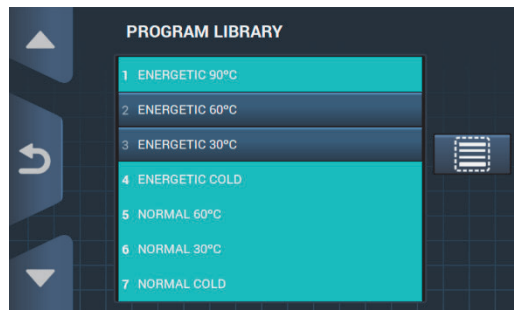 PROGRAM LIBRARY
1 ENERGETIC 90ºC
2 ENERGETIC 60ºC
3 ENERGETIC 30ºC
4 ENERGETIC COLD
5 NORMAL 60ºC
6 NORMAL 30ºC
7 NORMAL COLD